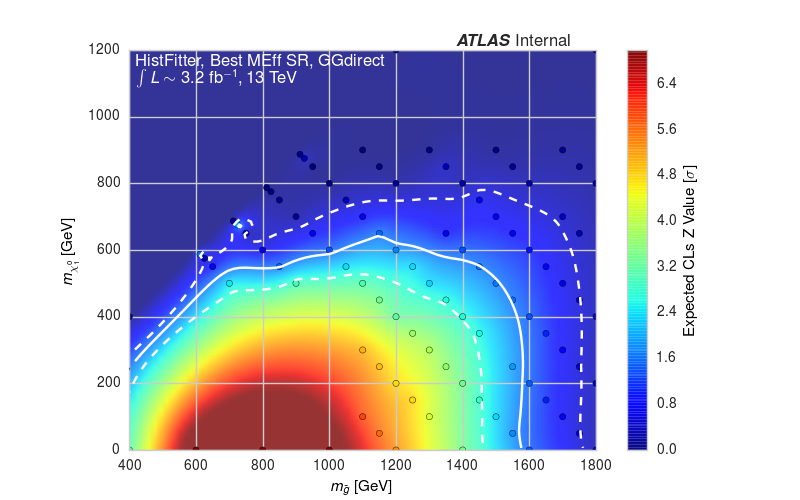 ATLAS Internal
HistFitter, Best MEff SR, GGdirect
∫ L ~ 3.2 fb⁻¹, 13 TeV
1200
1000
800
600
400
200
0
m_χ̃₁⁰ [GeV]
400 600 800 1000 1200 1400 1600 1800
m_g̃ [GeV]
6.4
5.6
4.8
4.0
3.2
2.4
1.6
0.8
0.0
Expected CLs Z Value [σ]